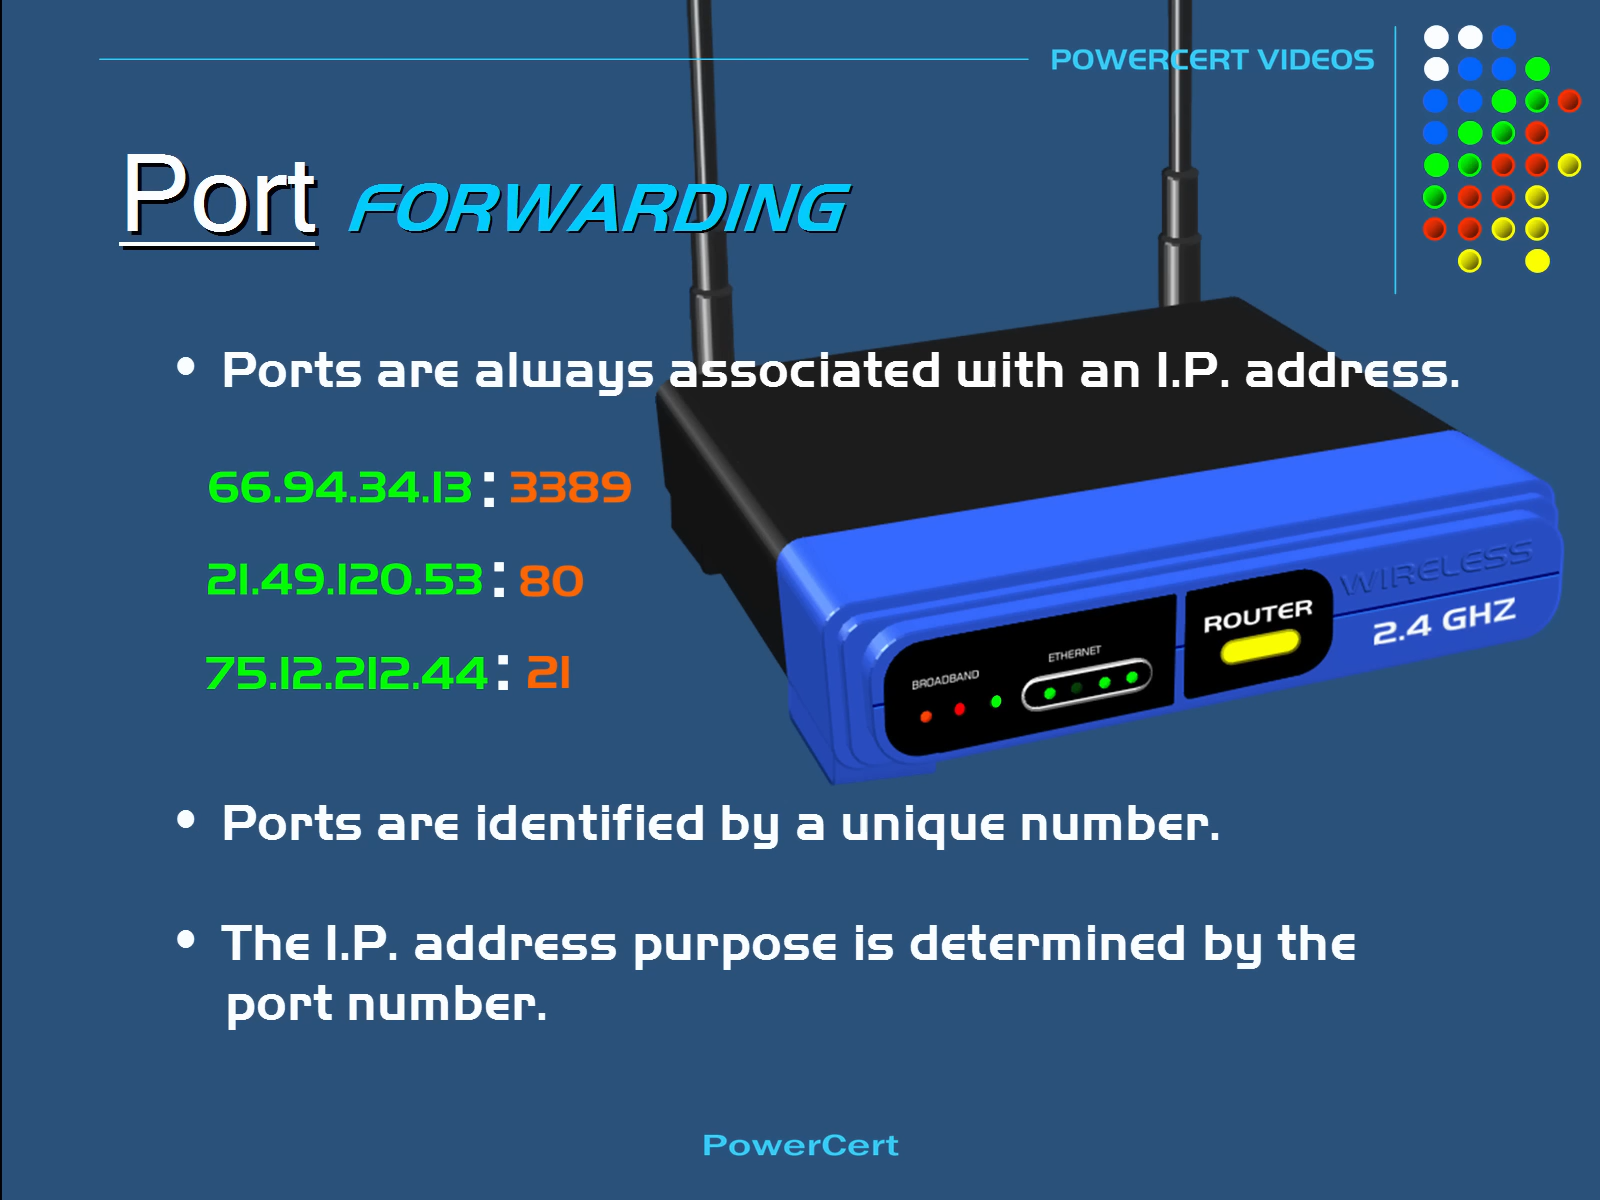 POWERCERT VIDEOS
Port FORWARDING
• Ports are always associated with an I.P. address.
66.94.34.13 : 3389
21.49.120.53 : 80
75.12.212.44 : 21
WIRELESS
2.4 GHZ
ROUTER
ETHERNET
BROADBAND
• Ports are identified by a unique number.
• The I.P. address purpose is determined by the
port number.
PowerCert